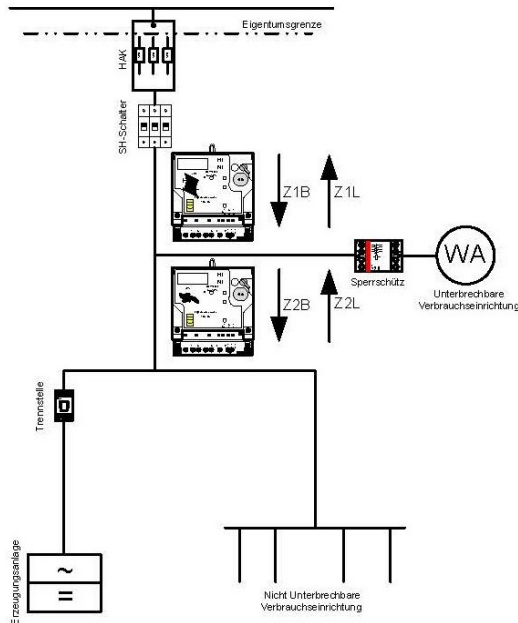 Eigentumsgrenze
HAK
SH-Schalter
Z1B
Z1L
WA
Sperrschütz
Unterbrechbare
Verbrauchseinrichtung
Z2B
Z2L
Trennstelle
Erzeugungsanlage
~
=
Nicht Unterbrechbare
Verbrauchseinrichtung